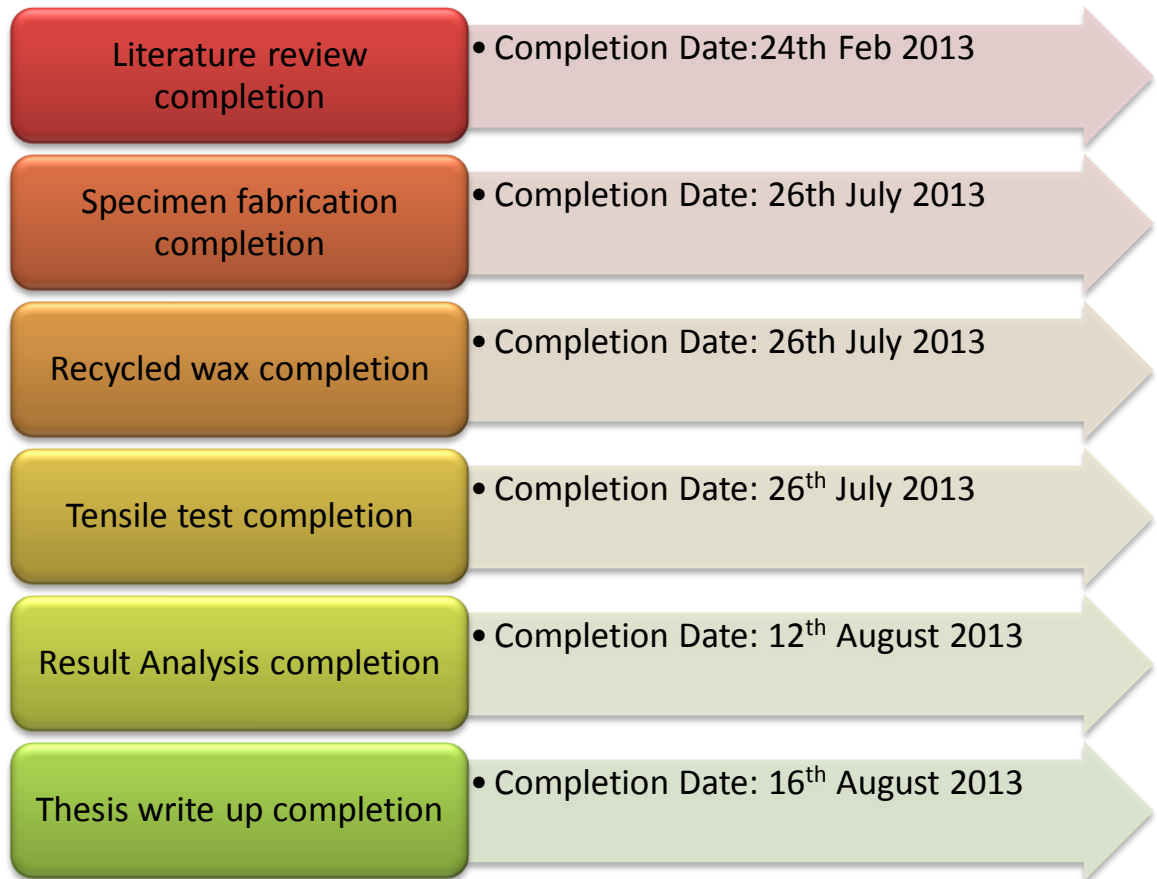 Literature review
completion
• Completion Date:24th Feb 2013
Specimen fabrication
completion
• Completion Date: 26th July 2013
Recycled wax completion
• Completion Date: 26th July 2013
Tensile test completion
• Completion Date: 26th July 2013
Result Analysis completion
• Completion Date: 12th August 2013
Thesis write up completion
• Completion Date: 16th August 2013